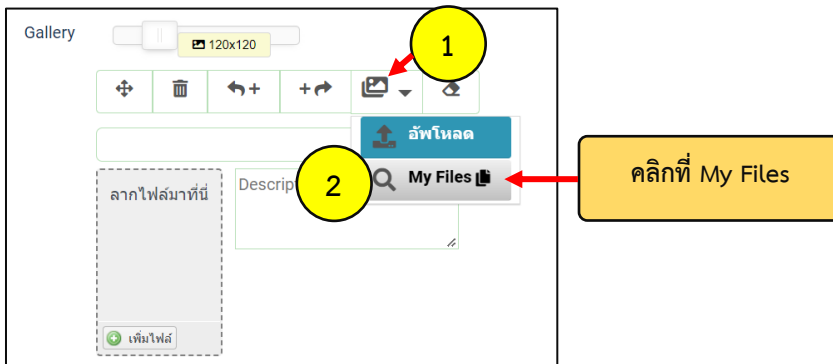 Gallery
120x120
1
อัพโหลด
My Files
2
คลิกที่ My Files
ลากไฟล์มาที่นี่
Descrip
เพิ่มไฟล์